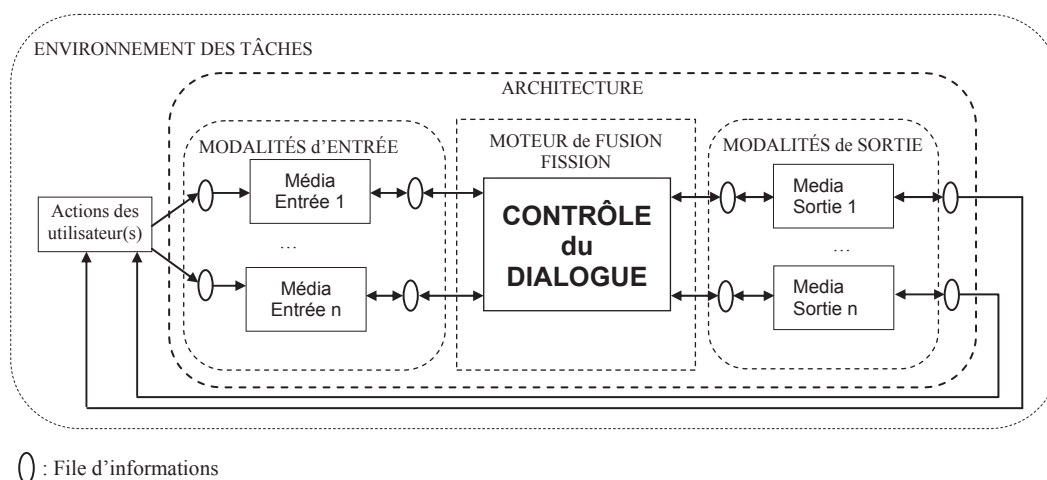 ENVIRONNEMENT DES TÂCHES
ARCHITECTURE
MODALITÉS d’ENTRÉE
MOTEUR de FUSION
FISSION
MODALITÉS de SORTIE
Actions des
utilisateur(s)
Média
Entrée 1
…
Média
Entrée n
CONTRÔLE
du
DIALOGUE
Media
Sortie 1
…
Media
Sortie n
: File d’informations